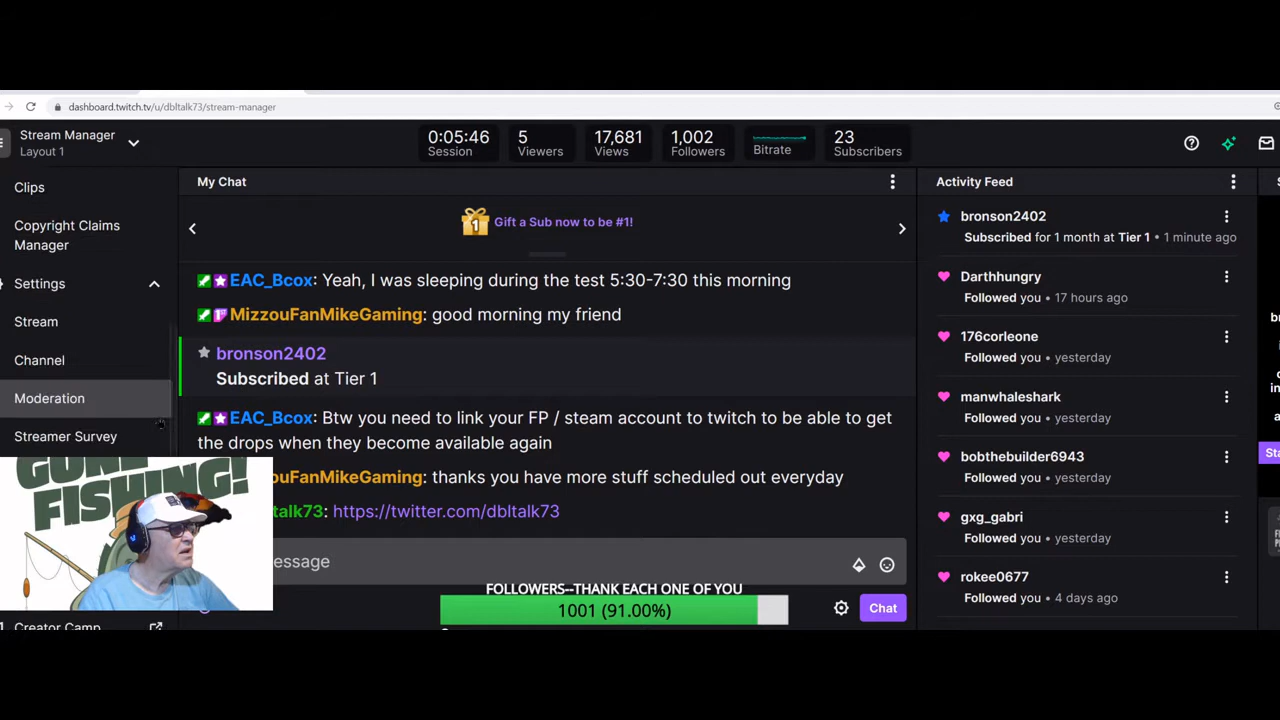 dashboard.twitch.tv/u/dbltalk73/stream-manager
Stream Manager
Layout 1
0:05:46
Session
5
Viewers
17,681
Views
1,002
Followers
Bitrate
23
Subscribers
Clips
Copyright Claims
Manager
Settings
Stream
Channel
Moderation
Streamer Survey
Creator Camp
My Chat
1
Gift a Sub now to be #1!
EAC_Bcox: Yeah, I was sleeping during the test 5:30-7:30 this morning
MizzouFanMikeGaming: good morning my friend
bronson2402
Subscribed at Tier 1
EAC_Bcox: Btw you need to link your FP / steam account to twitch to be able to get
the drops when they become available again
oufanMikeGaming: thanks you have more stuff scheduled out everyday
talk73: https://twitter.com/dbltalk73
essage
FOLLOWERS--THANK EACH ONE OF YOU
1001 (91.00%)
Chat
GONE
FISHING!
Activity Feed
bronson2402
Subscribed for 1 month at Tier 1 • 1 minute ago
Darthhungry
Followed you • 17 hours ago
176corleone
Followed you • yesterday
manwhaleshark
Followed you • yesterday
bobthebuilder6943
Followed you • yesterday
gxg_gabri
Followed you • yesterday
rokee0677
Followed you • 4 days ago
Sta